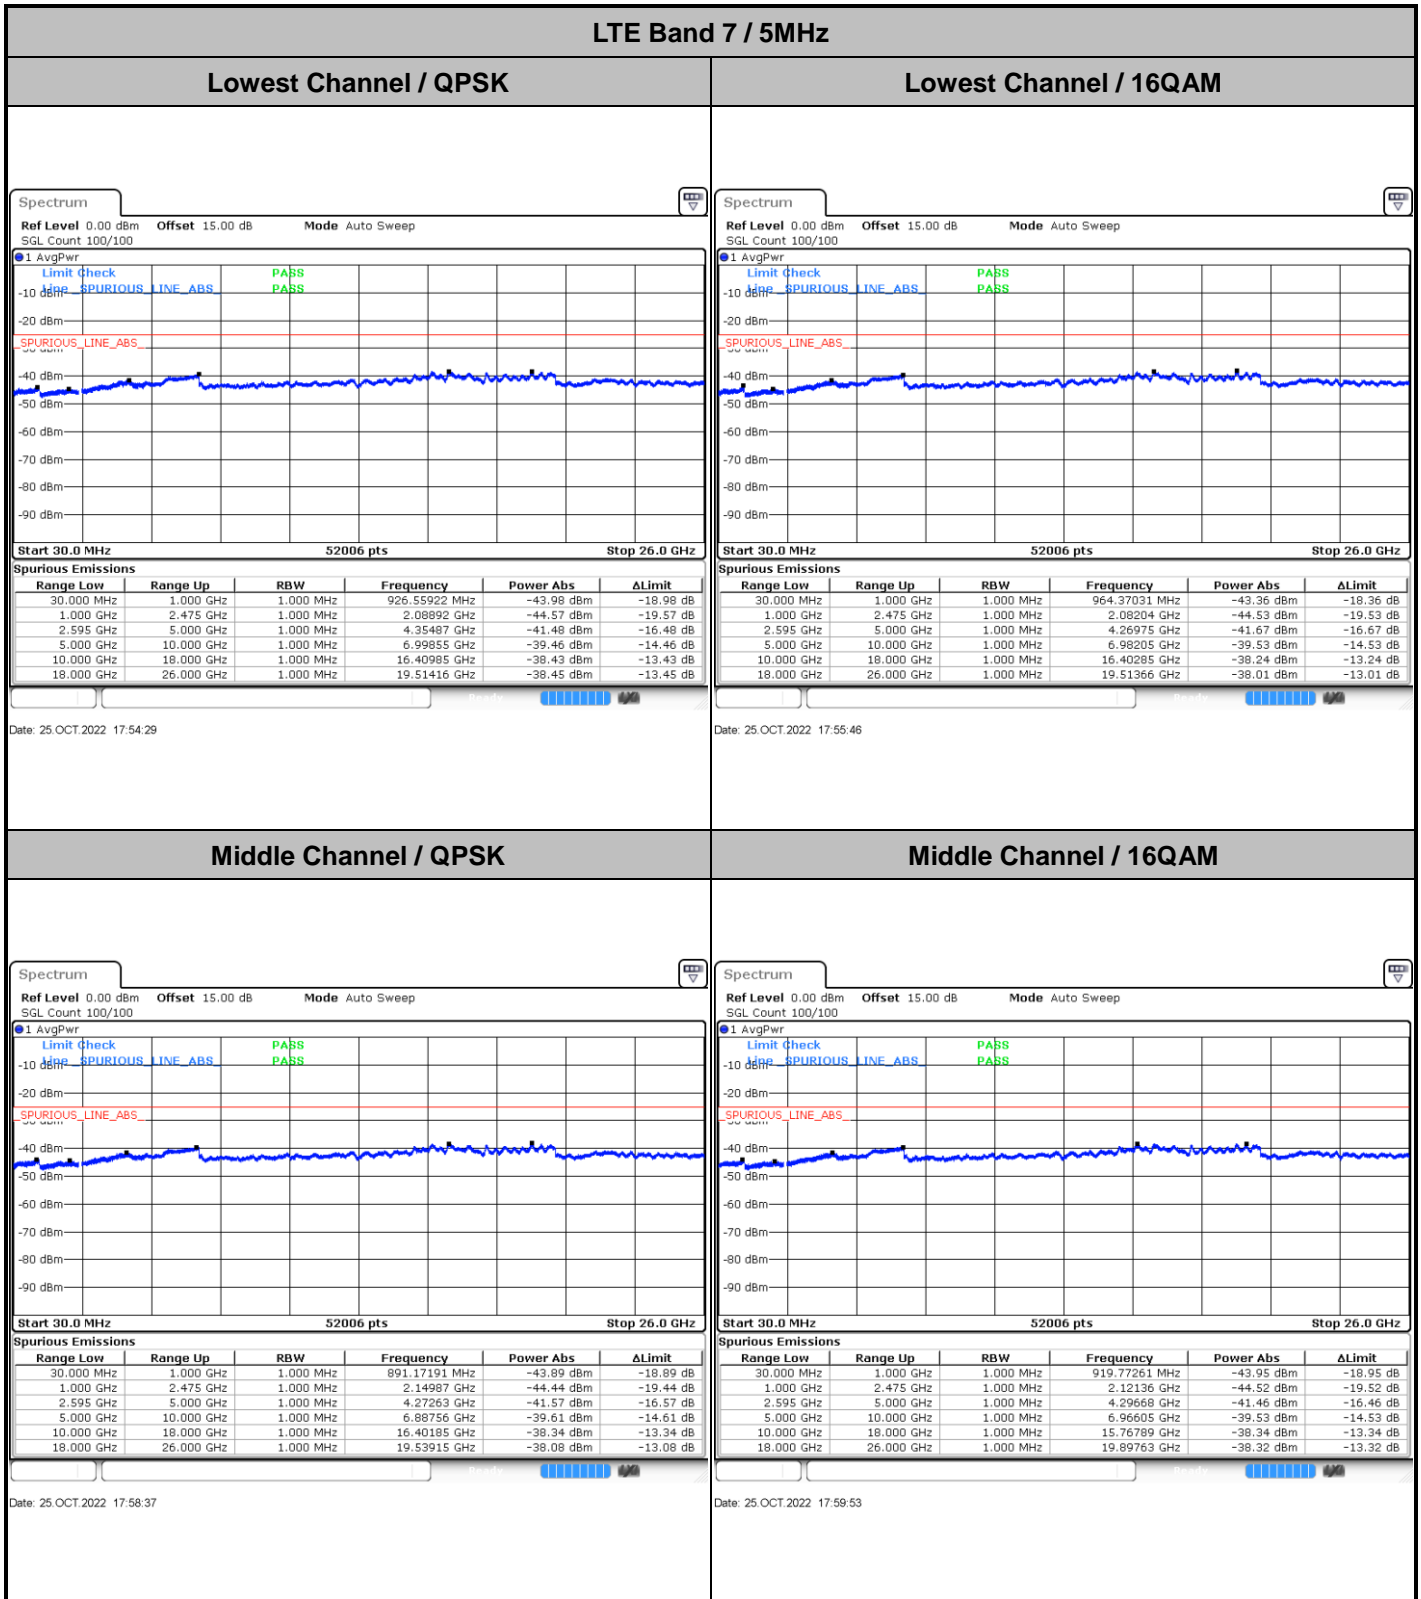 LTE Band 7 / 5MHz
Lowest Channel / QPSK
Lowest Channel / 16QAM
Spectrum
Ref Level 0.00 dBm Offset 15.00 dB Mode Auto Sweep
SGL Count 100/100
1 AvgPwr
Limit Check PASS
Line _SPURIOUS_LINE_ABS_ PASS
-10 dBm
-20 dBm
_SPURIOUS_LINE_ABS_
-40 dBm
-50 dBm
-60 dBm
-70 dBm
-80 dBm
-90 dBm
Start 30.0 MHz 52006 pts Stop 26.0 GHz
Spurious Emissions
Range Low Range Up RBW Frequency Power Abs ΔLimit
30.000 MHz 1.000 GHz 1.000 MHz 926.55922 MHz -43.98 dBm -18.98 dB
1.000 GHz 2.475 GHz 1.000 MHz 2.08892 GHz -44.57 dBm -19.57 dB
2.595 GHz 5.000 GHz 1.000 MHz 4.35487 GHz -41.48 dBm -16.48 dB
5.000 GHz 10.000 GHz 1.000 MHz 6.99855 GHz -39.46 dBm -14.46 dB
10.000 GHz 18.000 GHz 1.000 MHz 16.40985 GHz -38.43 dBm -13.43 dB
18.000 GHz 26.000 GHz 1.000 MHz 19.51416 GHz -38.45 dBm -13.45 dB
Date: 25.OCT.2022 17:54:29
Spectrum
Ref Level 0.00 dBm Offset 15.00 dB Mode Auto Sweep
SGL Count 100/100
1 AvgPwr
Limit Check PASS
Line _SPURIOUS_LINE_ABS_ PASS
-10 dBm
-20 dBm
_SPURIOUS_LINE_ABS_
-40 dBm
-50 dBm
-60 dBm
-70 dBm
-80 dBm
-90 dBm
Start 30.0 MHz 52006 pts Stop 26.0 GHz
Spurious Emissions
Range Low Range Up RBW Frequency Power Abs ΔLimit
30.000 MHz 1.000 GHz 1.000 MHz 964.37031 MHz -43.36 dBm -18.36 dB
1.000 GHz 2.475 GHz 1.000 MHz 2.08204 GHz -44.53 dBm -19.53 dB
2.595 GHz 5.000 GHz 1.000 MHz 4.26975 GHz -41.67 dBm -16.67 dB
5.000 GHz 10.000 GHz 1.000 MHz 6.98205 GHz -39.53 dBm -14.53 dB
10.000 GHz 18.000 GHz 1.000 MHz 16.40285 GHz -38.24 dBm -13.24 dB
18.000 GHz 26.000 GHz 1.000 MHz 19.51366 GHz -38.01 dBm -13.01 dB
Date: 25.OCT.2022 17:55:46
Middle Channel / QPSK
Middle Channel / 16QAM
Spectrum
Ref Level 0.00 dBm Offset 15.00 dB Mode Auto Sweep
SGL Count 100/100
1 AvgPwr
Limit Check PASS
Line _SPURIOUS_LINE_ABS_ PASS
-10 dBm
-20 dBm
_SPURIOUS_LINE_ABS_
-40 dBm
-50 dBm
-60 dBm
-70 dBm
-80 dBm
-90 dBm
Start 30.0 MHz 52006 pts Stop 26.0 GHz
Spurious Emissions
Range Low Range Up RBW Frequency Power Abs ΔLimit
30.000 MHz 1.000 GHz 1.000 MHz 891.17191 MHz -43.89 dBm -18.89 dB
1.000 GHz 2.475 GHz 1.000 MHz 2.14987 GHz -44.44 dBm -19.44 dB
2.595 GHz 5.000 GHz 1.000 MHz 4.27263 GHz -41.57 dBm -16.57 dB
5.000 GHz 10.000 GHz 1.000 MHz 6.88756 GHz -39.61 dBm -14.61 dB
10.000 GHz 18.000 GHz 1.000 MHz 16.40185 GHz -38.34 dBm -13.34 dB
18.000 GHz 26.000 GHz 1.000 MHz 19.53915 GHz -38.08 dBm -13.08 dB
Date: 25.OCT.2022 17:58:37
Spectrum
Ref Level 0.00 dBm Offset 15.00 dB Mode Auto Sweep
SGL Count 100/100
1 AvgPwr
Limit Check PASS
Line _SPURIOUS_LINE_ABS_ PASS
-10 dBm
-20 dBm
_SPURIOUS_LINE_ABS_
-40 dBm
-50 dBm
-60 dBm
-70 dBm
-80 dBm
-90 dBm
Start 30.0 MHz 52006 pts Stop 26.0 GHz
Spurious Emissions
Range Low Range Up RBW Frequency Power Abs ΔLimit
30.000 MHz 1.000 GHz 1.000 MHz 919.77261 MHz -43.95 dBm -18.95 dB
1.000 GHz 2.475 GHz 1.000 MHz 2.12136 GHz -44.52 dBm -19.52 dB
2.595 GHz 5.000 GHz 1.000 MHz 4.29668 GHz -41.46 dBm -16.46 dB
5.000 GHz 10.000 GHz 1.000 MHz 6.96605 GHz -39.53 dBm -14.53 dB
10.000 GHz 18.000 GHz 1.000 MHz 15.76789 GHz -38.34 dBm -13.34 dB
18.000 GHz 26.000 GHz 1.000 MHz 19.89763 GHz -38.32 dBm -13.32 dB
Date: 25.OCT.2022 17:59:53